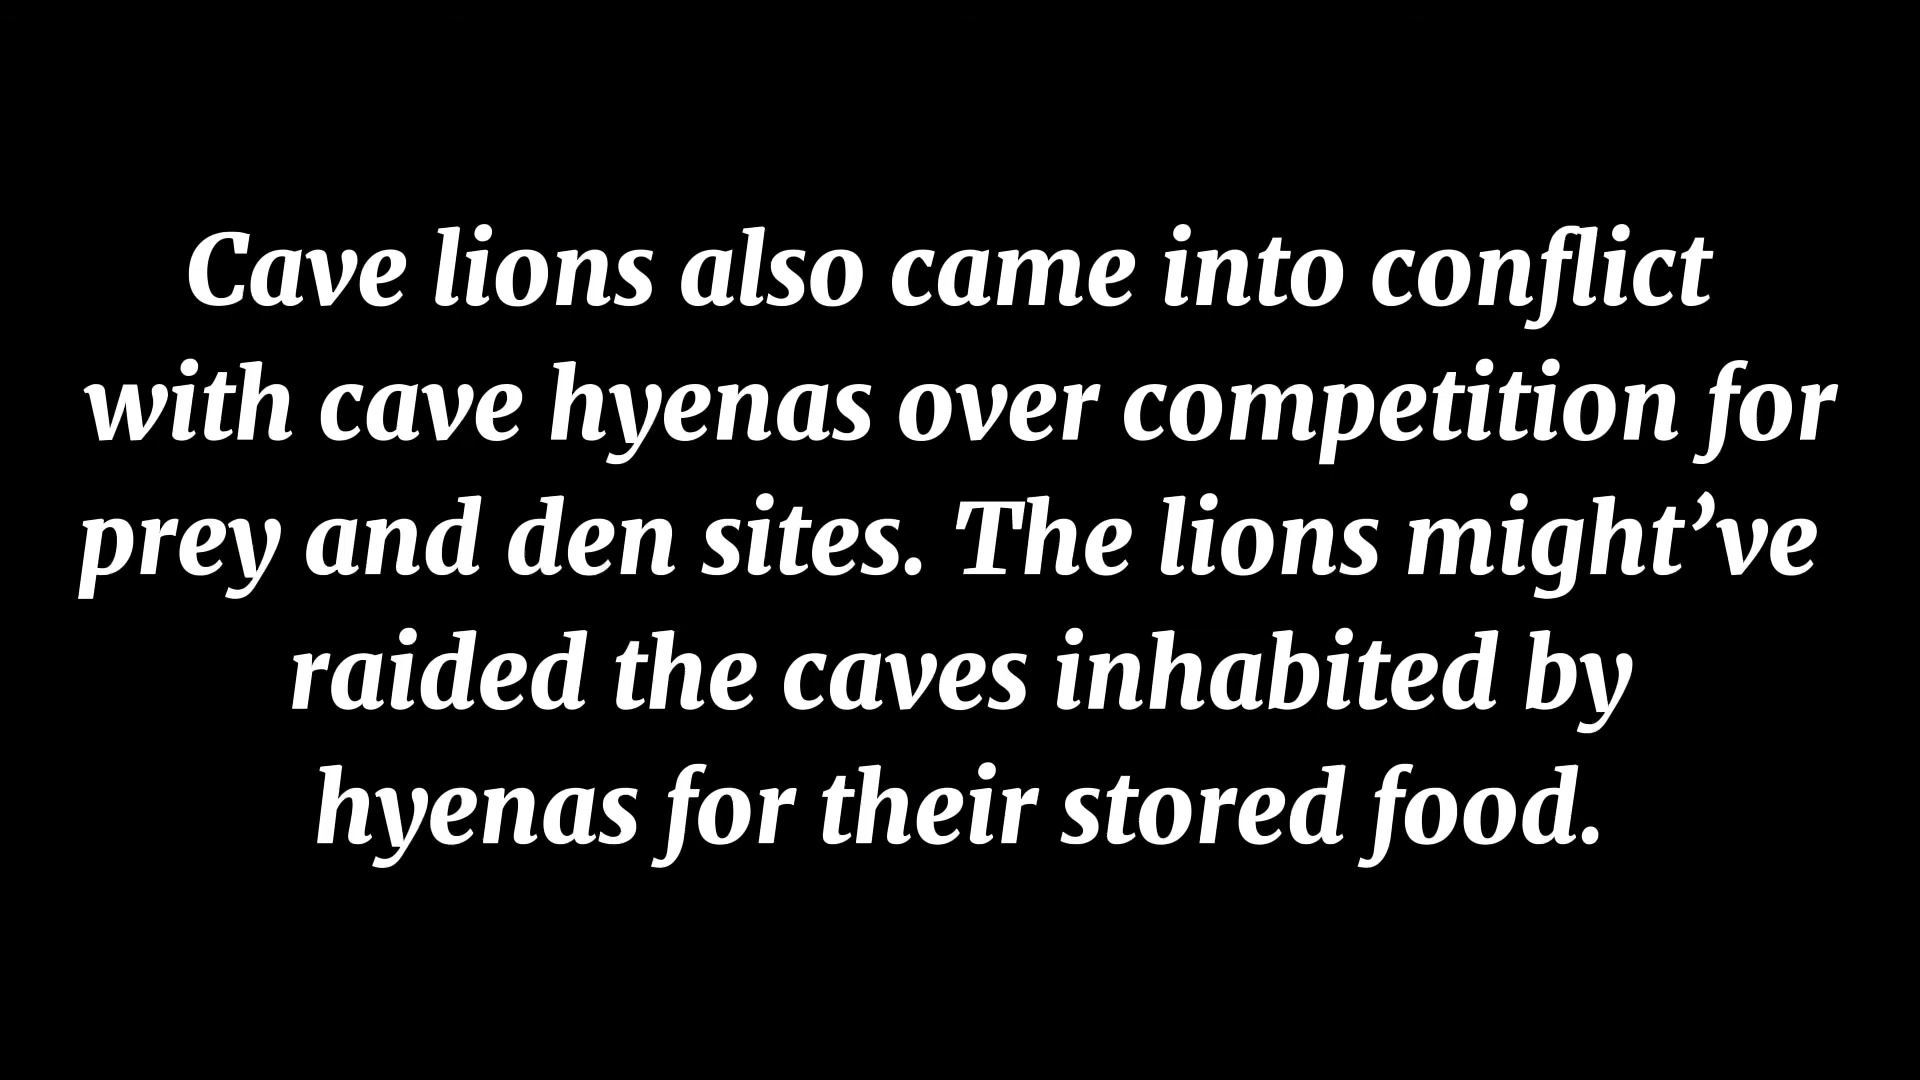 Cave lions also came into conflict
with cave hyenas over competition for
prey and den sites. The lions might’ve
raided the caves inhabited by
hyenas for their stored food.